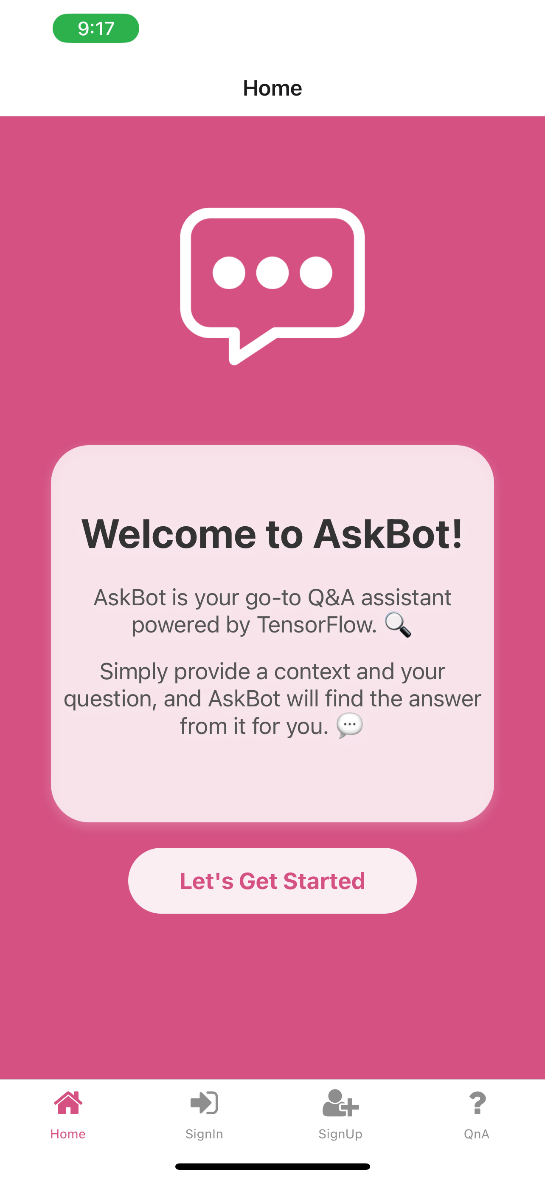 9:17
Home
Welcome to AskBot!
AskBot is your go-to Q&A assistant
powered by TensorFlow. 🔍
Simply provide a context and your
question, and AskBot will find the answer
from it for you. 💬
Let's Get Started
Home
SignIn
SignUp
QnA